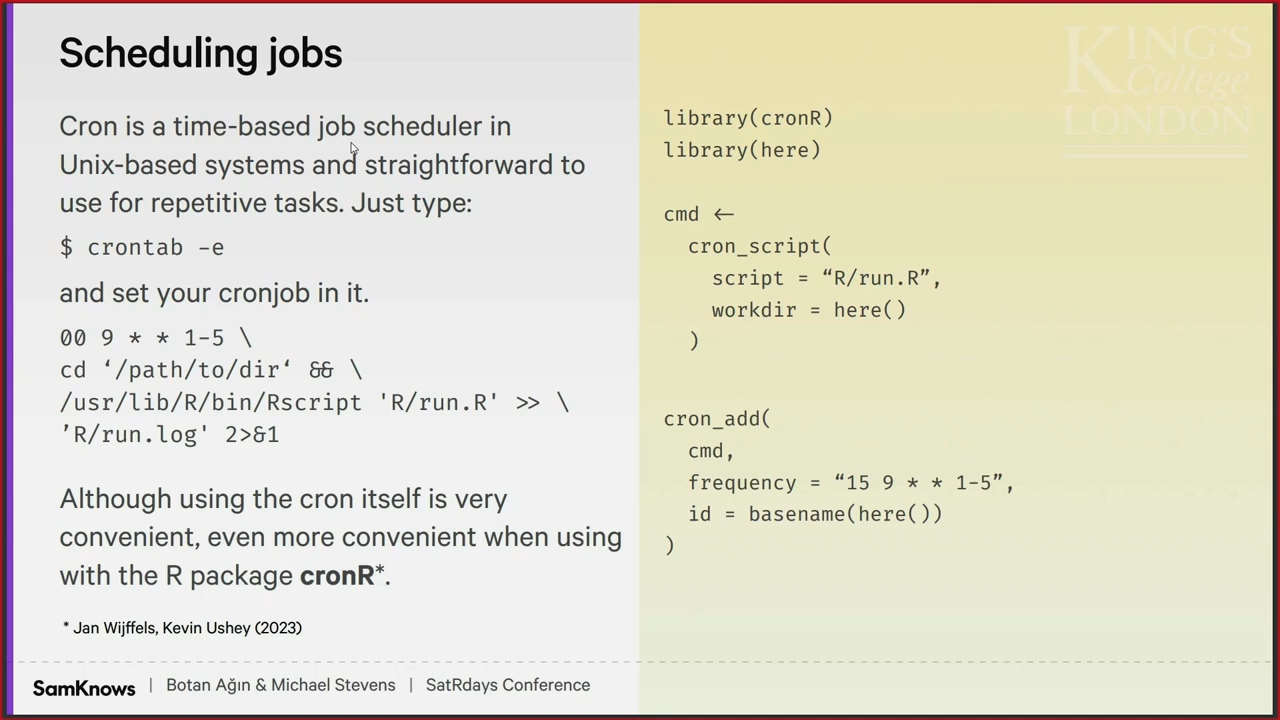 Scheduling jobs
Cron is a time-based job scheduler in
Unix-based systems and straightforward to
use for repetitive tasks. Just type:
$ crontab -e
and set your cronjob in it.
00 9 * * 1-5 \
cd ‘/path/to/dir‘ && \
/usr/lib/R/bin/Rscript 'R/run.R' >> \
’R/run.log' 2>&1
Although using the cron itself is very
convenient, even more convenient when using
with the R package cronR*.
* Jan Wijffels, Kevin Ushey (2023)
library(cronR)
library(here)
cmd <-
cron_script(
script = “R/run.R”,
workdir = here()
)
cron_add(
cmd,
frequency = “15 9 * * 1-5”,
id = basename(here())
)
KING'S
College
LONDON
SamKnows | Botan Ağın & Michael Stevens | SatRdays Conference